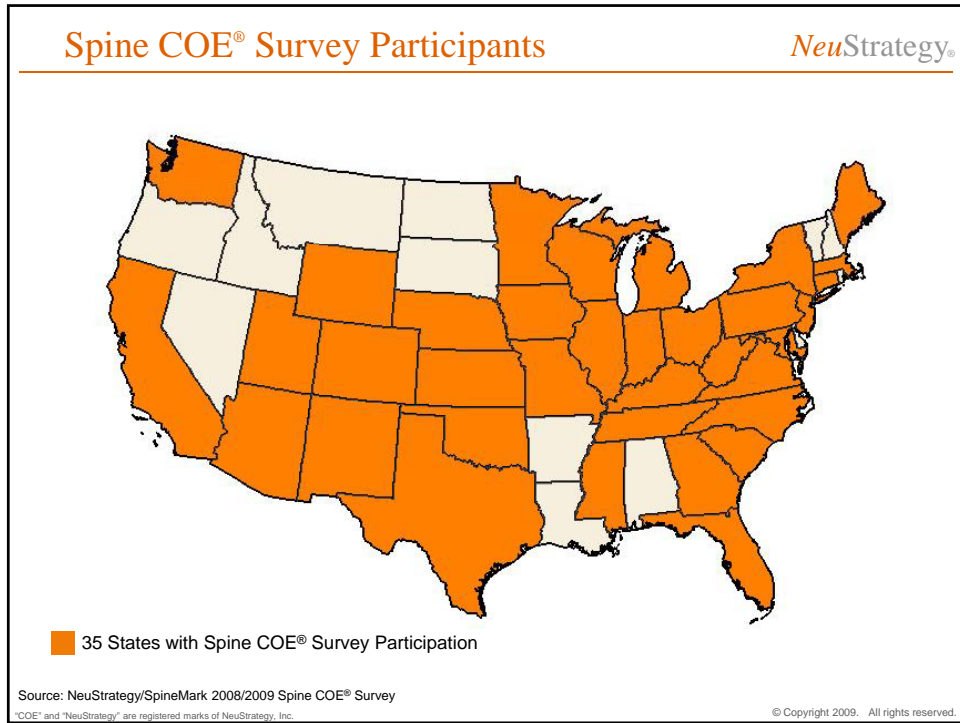 Spine COE® Survey Participants
NeuStrategy®
35 States with Spine COE® Survey Participation
Source: NeuStrategy/SpineMark 2008/2009 Spine COE® Survey
"COE" and "NeuStrategy" are registered marks of NeuStrategy, Inc.
© Copyright 2009. All rights reserved.